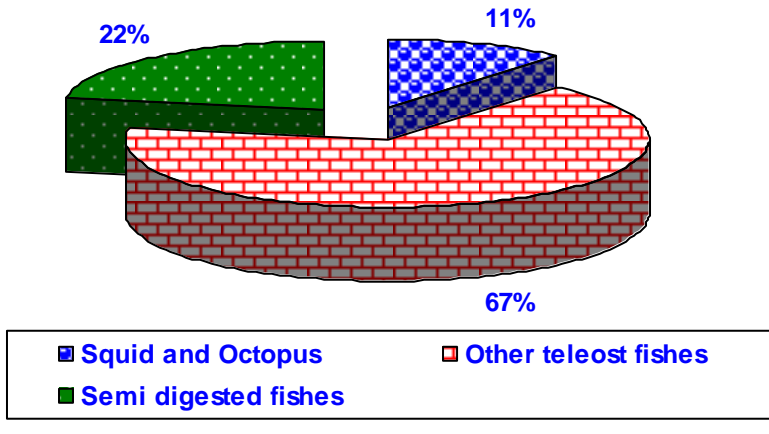 22%
11%
67%
Squid and Octopus
Other teleost fishes
Semi digested fishes